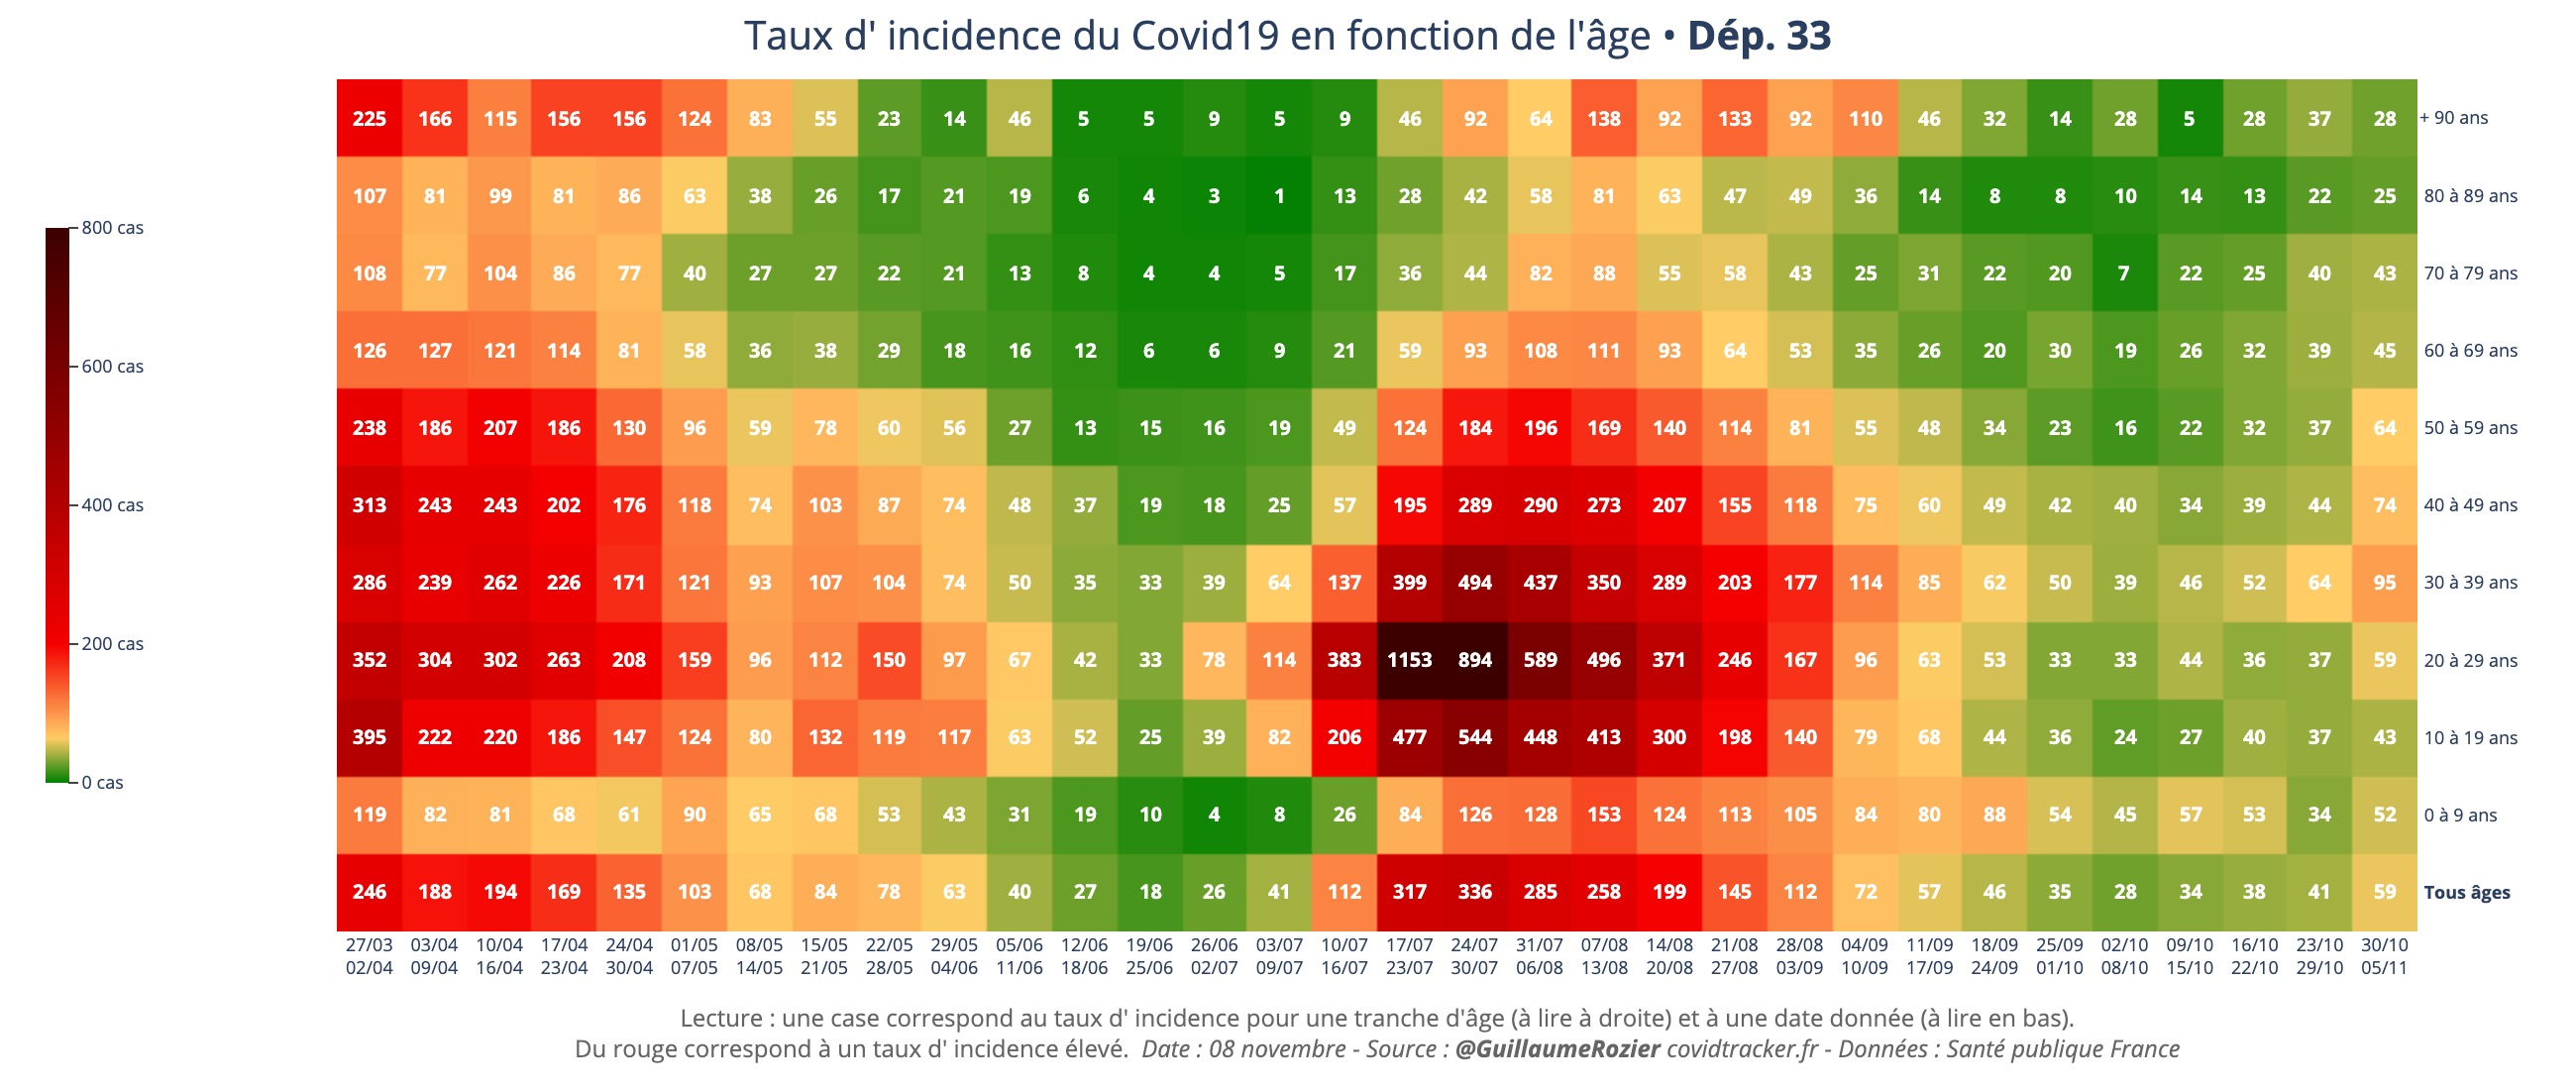 Taux d' incidence du Covid19 en fonction de l'âge • Dép. 33
800 cas
600 cas
400 cas
200 cas
0 cas
225 166 115 156 156 124 83 55 23 14 46 5 5 9 5 9 46 92 64 138 92 133 92 110 46 32 14 28 5 28 37 28 + 90 ans
107 81 99 81 86 63 38 26 17 21 19 6 4 3 1 13 28 42 58 81 63 47 49 36 14 8 8 10 14 13 22 25 80 à 89 ans
108 77 104 86 77 40 27 27 22 21 13 8 4 4 5 17 36 44 82 88 55 58 43 25 31 22 20 7 22 25 40 43 70 à 79 ans
126 127 121 114 81 58 36 38 29 18 16 12 6 6 9 21 59 93 108 111 93 64 53 35 26 20 30 19 26 32 39 45 60 à 69 ans
238 186 207 186 130 96 59 78 60 56 27 13 15 16 19 49 124 184 196 169 140 114 81 55 48 34 23 16 22 32 37 64 50 à 59 ans
313 243 243 202 176 118 74 103 87 74 48 37 19 18 25 57 195 289 290 273 207 155 118 75 60 49 42 40 34 39 44 74 40 à 49 ans
286 239 262 226 171 121 93 107 104 74 50 35 33 39 64 137 399 494 437 350 289 203 177 114 85 62 50 39 46 52 64 95 30 à 39 ans
352 304 302 263 208 159 96 112 150 97 67 42 33 78 114 383 1153 894 589 496 371 246 167 96 63 53 33 33 44 36 37 59 20 à 29 ans
395 222 220 186 147 124 80 132 119 117 63 52 25 39 82 206 477 544 448 413 300 198 140 79 68 44 36 24 27 40 37 43 10 à 19 ans
119 82 81 68 61 90 65 68 53 43 31 19 10 4 8 26 84 126 128 153 124 113 105 84 80 88 54 45 57 53 34 52 0 à 9 ans
246 188 194 169 135 103 68 84 78 63 40 27 18 26 41 112 317 336 285 258 199 145 112 72 57 46 35 28 34 38 41 59 Tous âges
27/03 03/04 10/04 17/04 24/04 01/05 08/05 15/05 22/05 29/05 05/06 12/06 19/06 26/06 03/07 10/07 17/07 24/07 31/07 07/08 14/08 21/08 28/08 04/09 11/09 18/09 25/09 02/10 09/10 16/10 23/10 30/10
02/04 09/04 16/04 23/04 30/04 07/05 14/05 21/05 28/05 04/06 11/06 18/06 25/06 02/07 09/07 16/07 23/07 30/07 06/08 13/08 20/08 27/08 03/09 10/09 17/09 24/09 01/10 08/10 15/10 22/10 29/10 05/11
Lecture : une case correspond au taux d' incidence pour une tranche d'âge (à lire à droite) et à une date donnée (à lire en bas).
Du rouge correspond à un taux d' incidence élevé. Date : 08 novembre - Source : @GuillaumeRozier covidtracker.fr - Données : Santé publique France